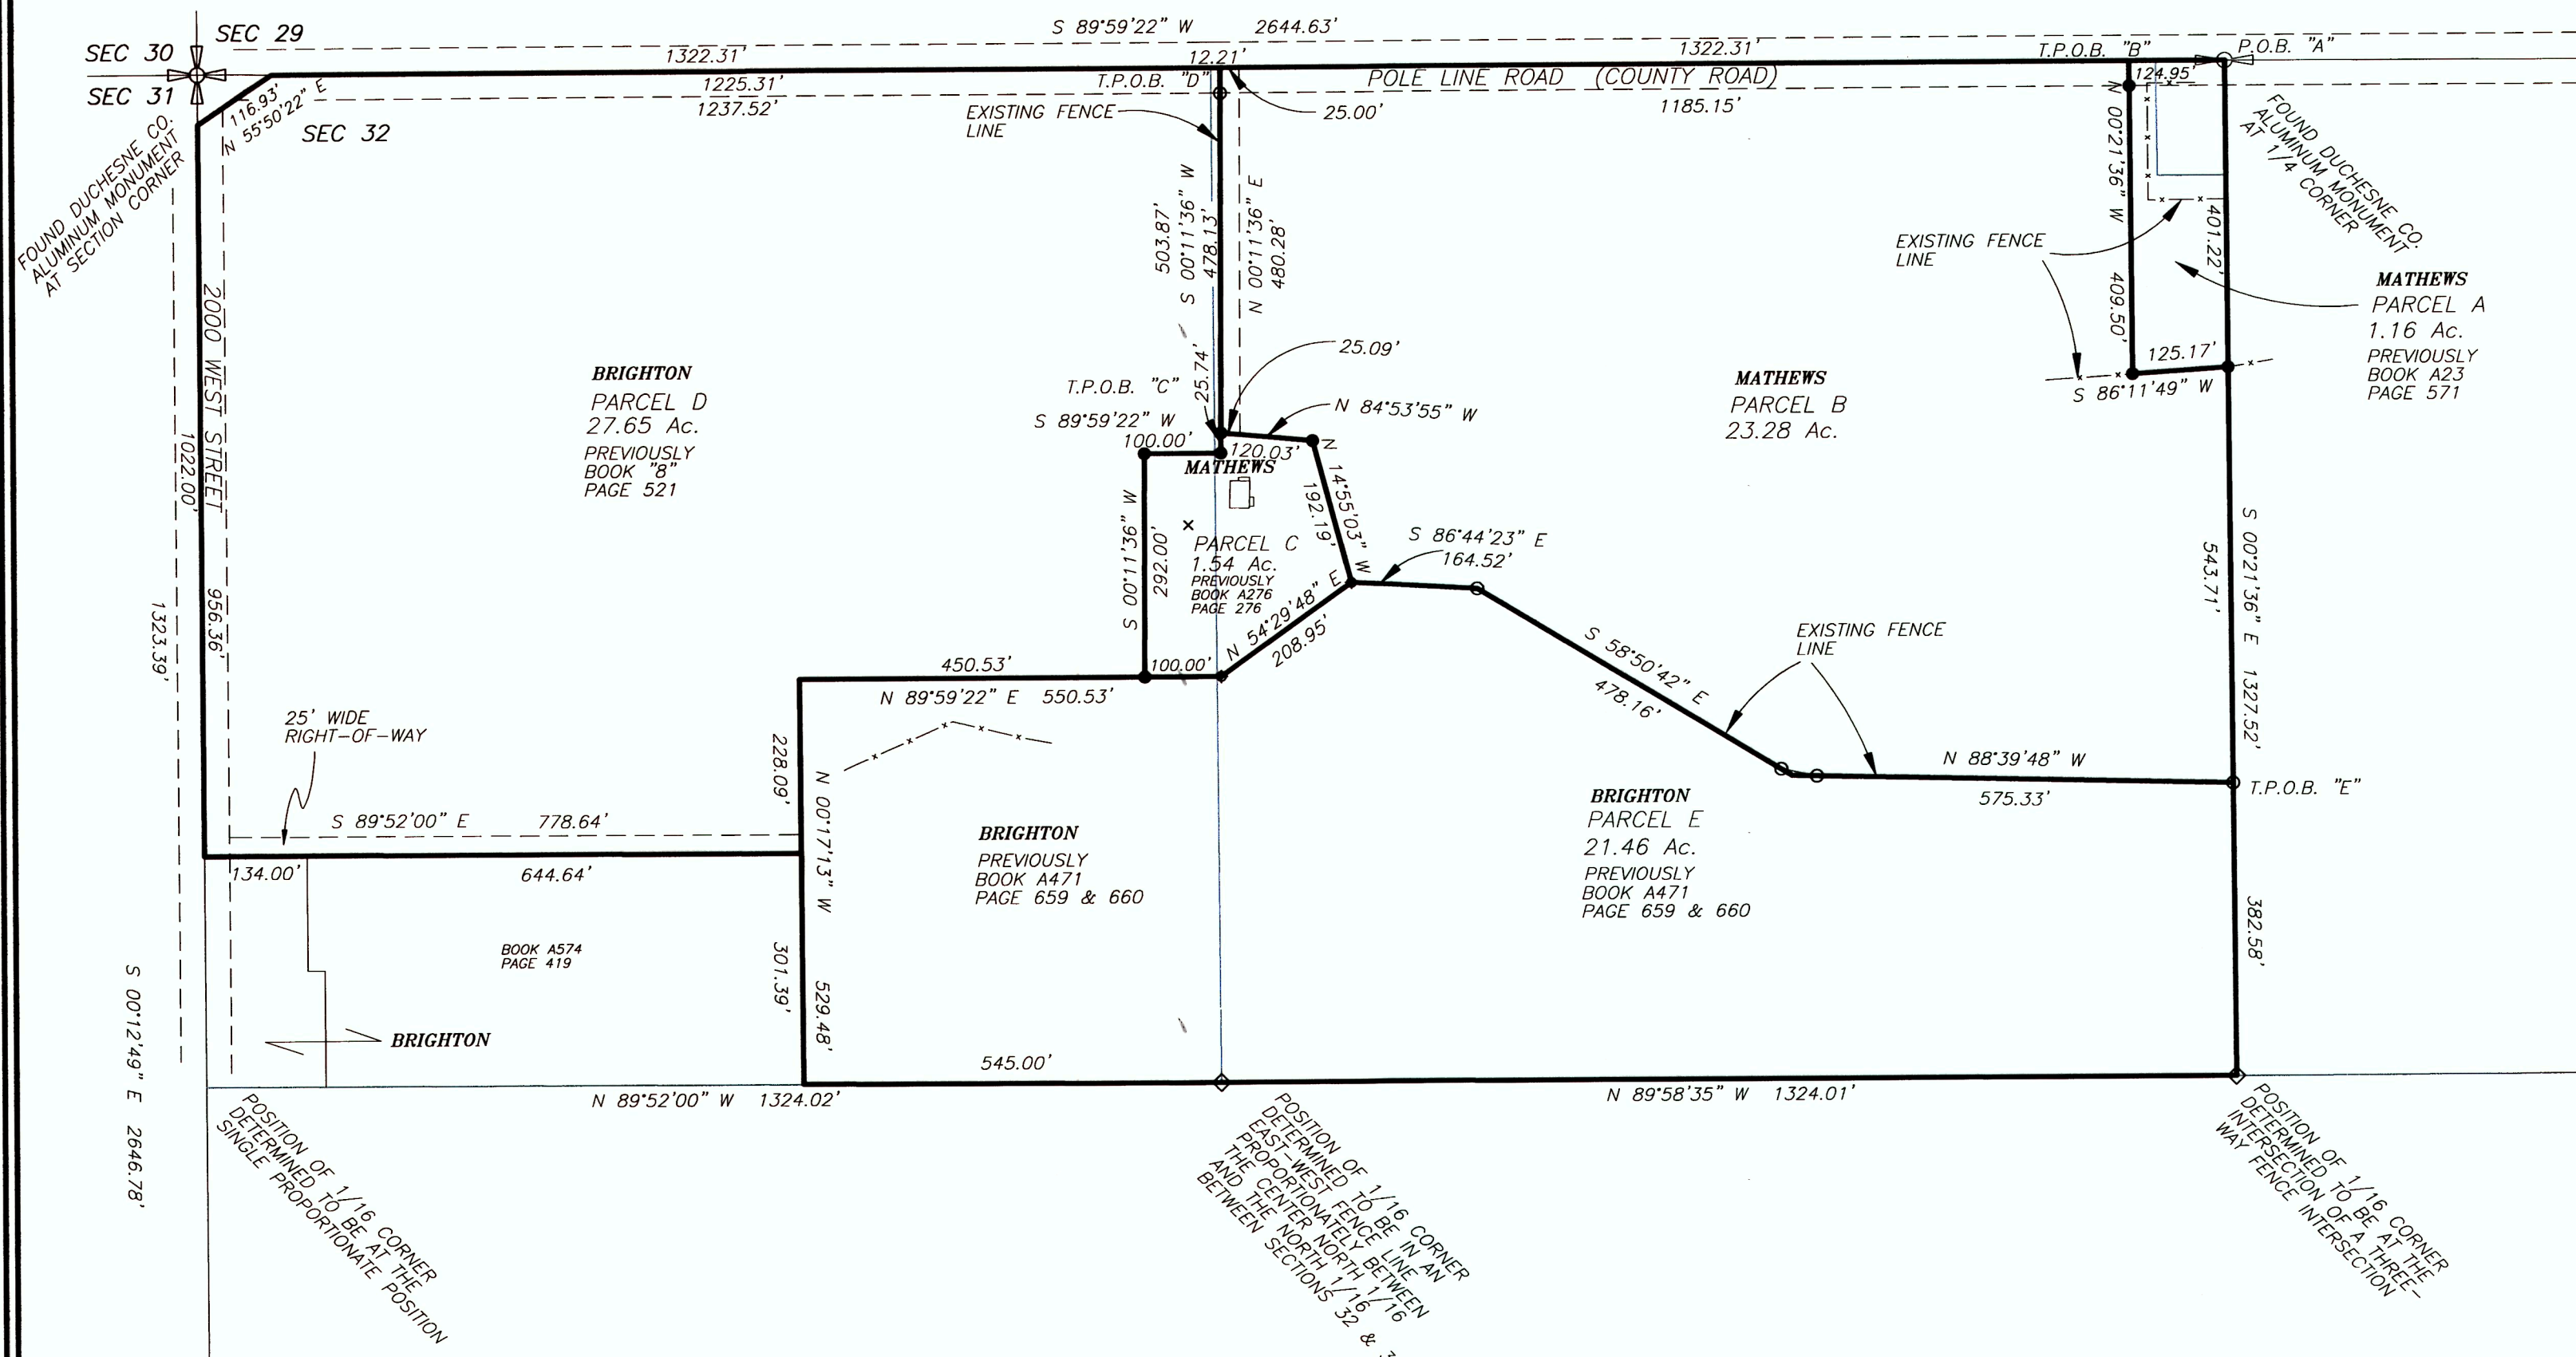 S 89°59'22" W 2644.63'
SEC 29
SEC 30
SEC 31
SEC 32
1322.31'
12.21'
1322.31'
T.P.O.B. "B"
P.O.B. "A"
1225.31'
1237.52'
T.P.O.B. "D"
POLE LINE ROAD (COUNTY ROAD)
124.95'
1185.15'
25.00'
116.93'
N 55°50'22" E
FOUND DUCHESNE CO.
ALUMINUM MONUMENT
AT SECTION CORNER
EXISTING FENCE
LINE
FOUND DUCHESNE CO.
ALUMINUM MONUMENT
AT 1/4 CORNER
503.87'
S 00°11'36" W
478.13'
N 00°11'36" E
480.28'
N 00°21'36" W
409.50'
401.22'
EXISTING FENCE
LINE
MATHEWS
PARCEL A
1.16 Ac.
PREVIOUSLY
BOOK A23
PAGE 571
125.17'
S 86°11'49" W
2000 WEST STREET
1022.00'
956.36'
1323.39'
S 00°12'49" E 2646.78'
BRIGHTON
PARCEL D
27.65 Ac.
PREVIOUSLY
BOOK "8"
PAGE 521
25.74'
25.09'
T.P.O.B. "C"
S 89°59'22" W
100.00'
N 84°53'55" W
120.03'
MATHEWS
PARCEL C
1.54 Ac.
PREVIOUSLY
BOOK A276
PAGE 276
S 00°11'36" W
292.00'
N 14°55'03" W
192.19'
N 54°29'48" E
208.95'
100.00'
MATHEWS
PARCEL B
23.28 Ac.
S 86°44'23" E
164.52'
S 58°50'42" E
478.16'
EXISTING FENCE
LINE
N 88°39'48" W
575.33'
T.P.O.B. "E"
S 00°21'36" E 1327.52'
543.71'
382.58'
450.53'
N 89°59'22" E 550.53'
25' WIDE
RIGHT-OF-WAY
S 89°52'00" E 778.64'
134.00'
644.64'
228.09'
N 00°17'13" W 529.48'
301.39'
BRIGHTON
PREVIOUSLY
BOOK A471
PAGE 659 & 660
BRIGHTON
PARCEL E
21.46 Ac.
PREVIOUSLY
BOOK A471
PAGE 659 & 660
BOOK A574
PAGE 419
BRIGHTON
545.00'
N 89°52'00" W 1324.02'
N 89°58'35" W 1324.01'
POSITION OF 1/16 CORNER
DETERMINED TO BE AT THE
SINGLE PROPORTIONATE POSITION
POSITION OF 1/16 CORNER
DETERMINED TO BE IN AN
EAST-WEST FENCE LINE
PROPORTIONATELY BETWEEN
THE CENTER NORTH 1/16
AND THE NORTH 1/16
BETWEEN SECTIONS 32 &
POSITION OF 1/16 CORNER
DETERMINED TO BE AT THE
INTERSECTION OF A THREE-
WAY FENCE INTERSECTION